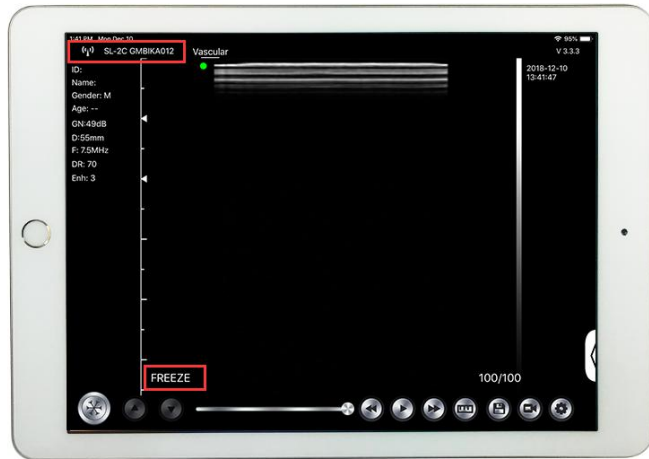 1:41 PM Mon Dec 10
95%
SL-2C GMBIKA012
Vascular
V 3.3.3
ID:
Name:
Gender: M
Age: --
GN:49dB
D:55mm
F: 7.5MHz
DR: 70
Enh: 3
2018-12-10
13:41:47
FREEZE
100/100